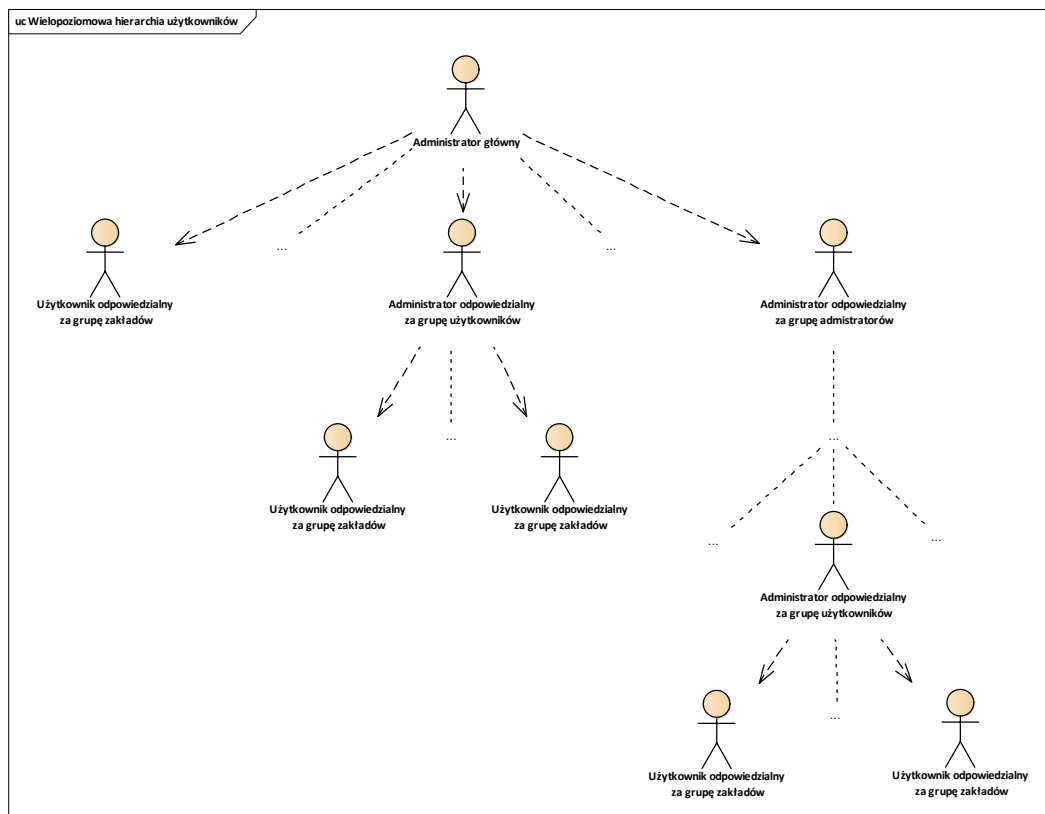 uc Wielopoziomowa hierarchia użytkowników
Administrator główny
...
...
Użytkownik odpowiedzialny
za grupę zakładów
Administrator odpowiedzialny
za grupę użytkowników
Administrator odpowiedzialny
za grupę admistratorów
...
...
Użytkownik odpowiedzialny
za grupę zakładów
Użytkownik odpowiedzialny
za grupę zakładów
...
...
Administrator odpowiedzialny
za grupę użytkowników
...
Użytkownik odpowiedzialny
za grupę zakładów
Użytkownik odpowiedzialny
za grupę zakładów